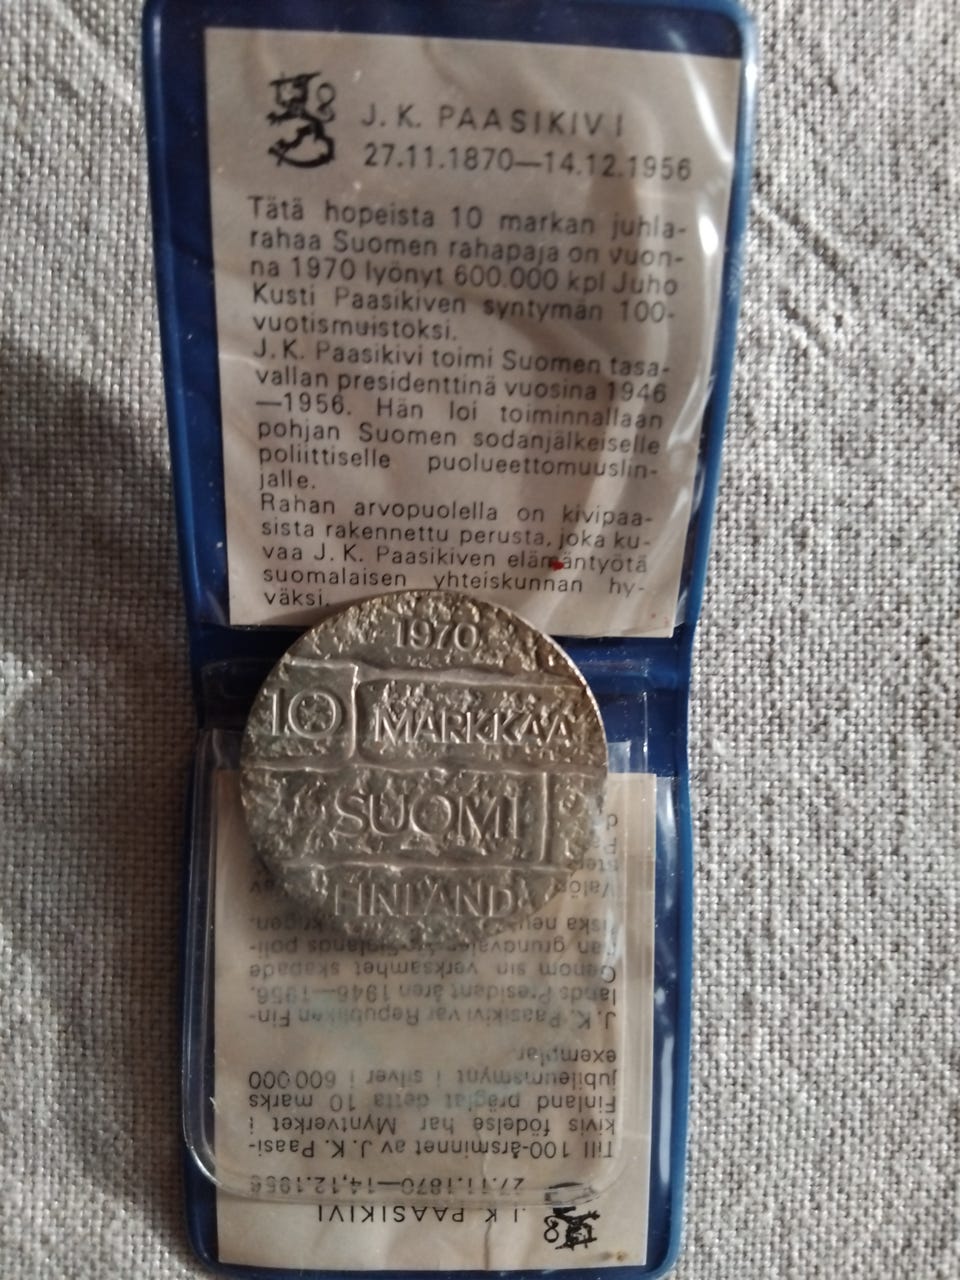 J. K. PAASIKIVI
27.11.1870—14.12.1956
Tätä hopeista 10 markan juhla-
rahaa Suomen rahapaja on vuon-
na 1970 lyönyt 600.000 kpl Juho
Kusti Paasikiven syntymän 100-
vuotismuistoksi.
J. K. Paasikivi toimi Suomen tasa-
vallan presidenttinä vuosina 1946
—1956. Hän loi toiminnallaan
pohjan Suomen sodanjälkeiselle
poliittiselle puolueettomuuslin-
jalle.
Rahan arvopuolella on kivipaa-
sista rakennettu perusta, joka ku-
vaa J. K. Paasikiven elämäntyötä
suomalaisen yhteiskunnan hy-
väksi.
1970
10 MARKKAA
SUOMI
FINLAND
J. K. PAASIKIVI
27.11.1870—14.12.1956
Till 100-årsminnet av J. K. Paasi-
kivis födelse har Myntverket i
Finland präglat detta 10 marks
jubileumsmynt i silver i 600 000
exemplar.
J. K. Paasikivi var Republiken Fin-
lands President åren 1946—1956.
Genom sin verksamhet skapade
han grundvalen Finlands poli-